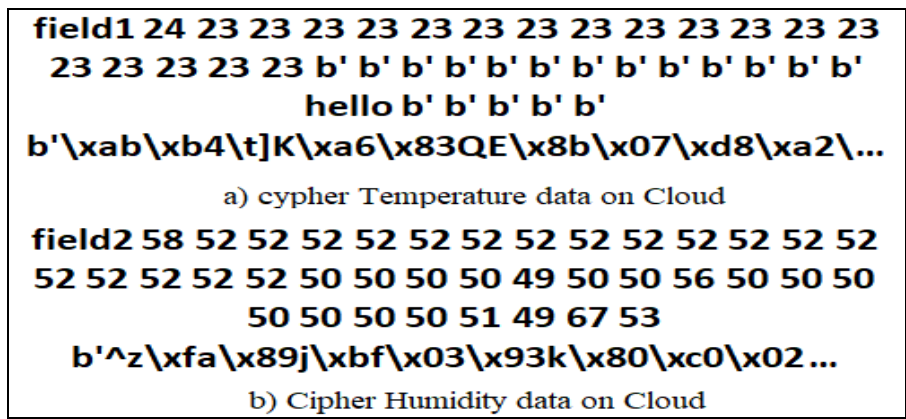 field1 24 23 23 23 23 23 23 23 23 23 23 23 23 23
23 23 23 23 23 b' b' b' b' b' b' b' b' b' b' b' b' b'
hello b' b' b' b' b'
b'\xab\xb4\t]K\xa6\x83QE\x8b\x07\xd8\xa2\...
a) cypher Temperature data on Cloud
field2 58 52 52 52 52 52 52 52 52 52 52 52 52 52
52 52 52 52 52 50 50 50 50 49 50 50 56 50 50 50
50 50 50 50 51 49 67 53
b'^z\xfa\x89j\xbf\x03\x93k\x80\xc0\x02...
b) Cipher Humidity data on Cloud